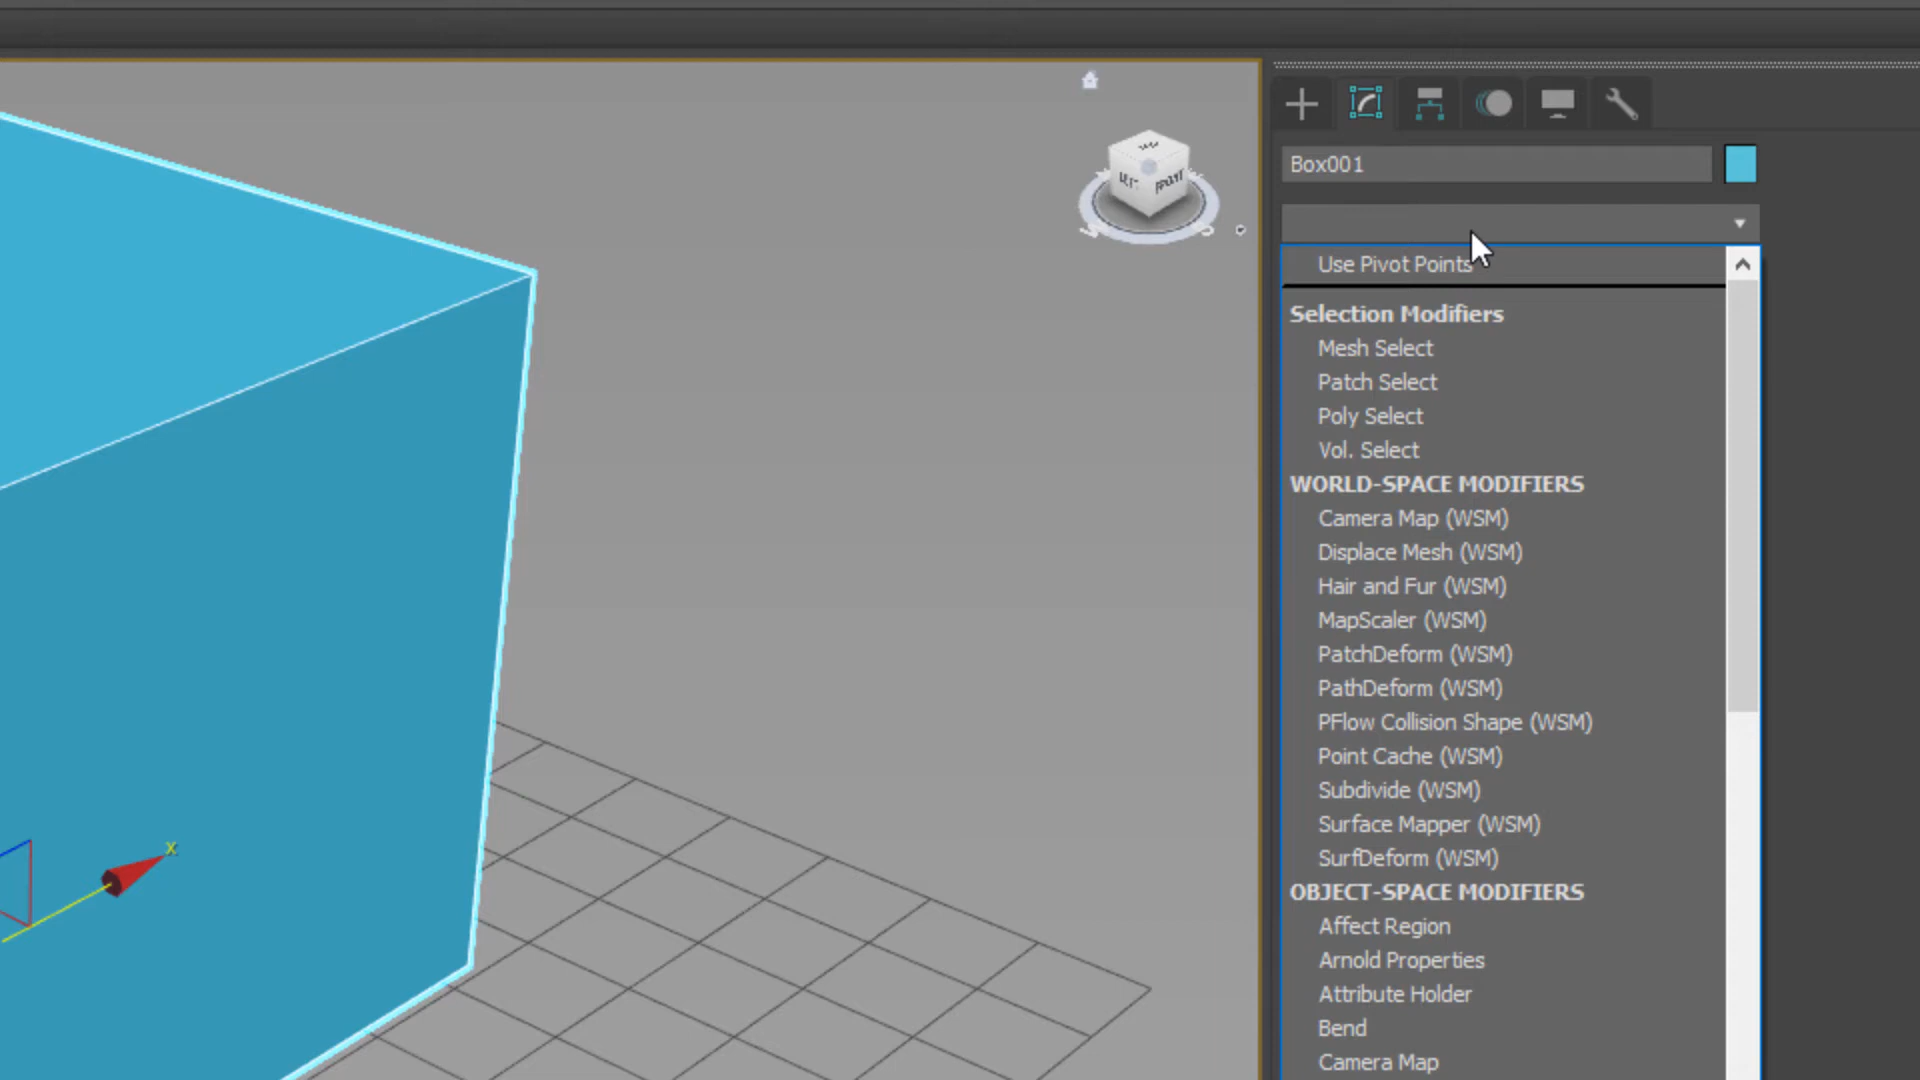 Box001
Use Pivot Points
Selection Modifiers
Mesh Select
Patch Select
Poly Select
Vol. Select
WORLD-SPACE MODIFIERS
Camera Map (WSM)
Displace Mesh (WSM)
Hair and Fur (WSM)
MapScaler (WSM)
PatchDeform (WSM)
PathDeform (WSM)
PFlow Collision Shape (WSM)
Point Cache (WSM)
Subdivide (WSM)
Surface Mapper (WSM)
SurfDeform (WSM)
OBJECT-SPACE MODIFIERS
Affect Region
Arnold Properties
Attribute Holder
Bend
Camera Map
LEFT
FRONT
x